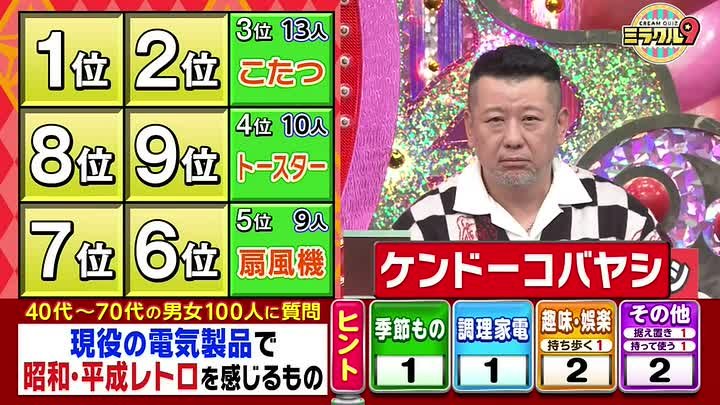 1位
2位
3位 13人
こたつ
8位
9位
4位 10人
トースター
7位
6位
5位 9人
扇風機
CREAM QUIZ
ミラクル9
ケンドーコバヤシ
40代〜70代の男女100人に質問
現役の電気製品で
昭和・平成レトロを感じるもの
ヒント
季節もの
1
調理家電
1
趣味・娯楽
持ち歩く 1
2
その他
据え置き 1
持って使う 1
2